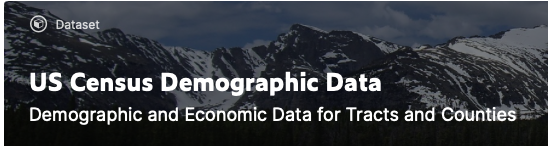 Dataset
US Census Demographic Data
Demographic and Economic Data for Tracts and Counties